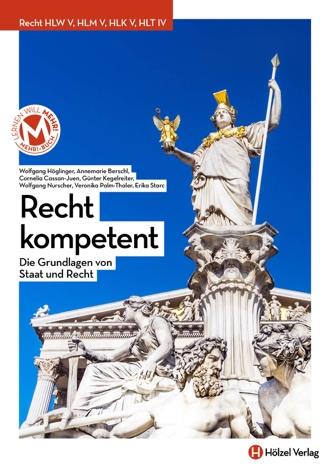 Recht HLW V, HLM V, HLK V, HLT IV
LERNEN WILL MEHR!
MEHR!-BUCH
Wolfgang Höglinger, Annemarie Berschl,
Cornelia Cassan-Juen, Günter Kegelreiter,
Wolfgang Nurscher, Veronika Palm-Thaler, Erika Starc
Recht
kompetent
Die Grundlagen von
Staat und Recht
Hölzel Verlag